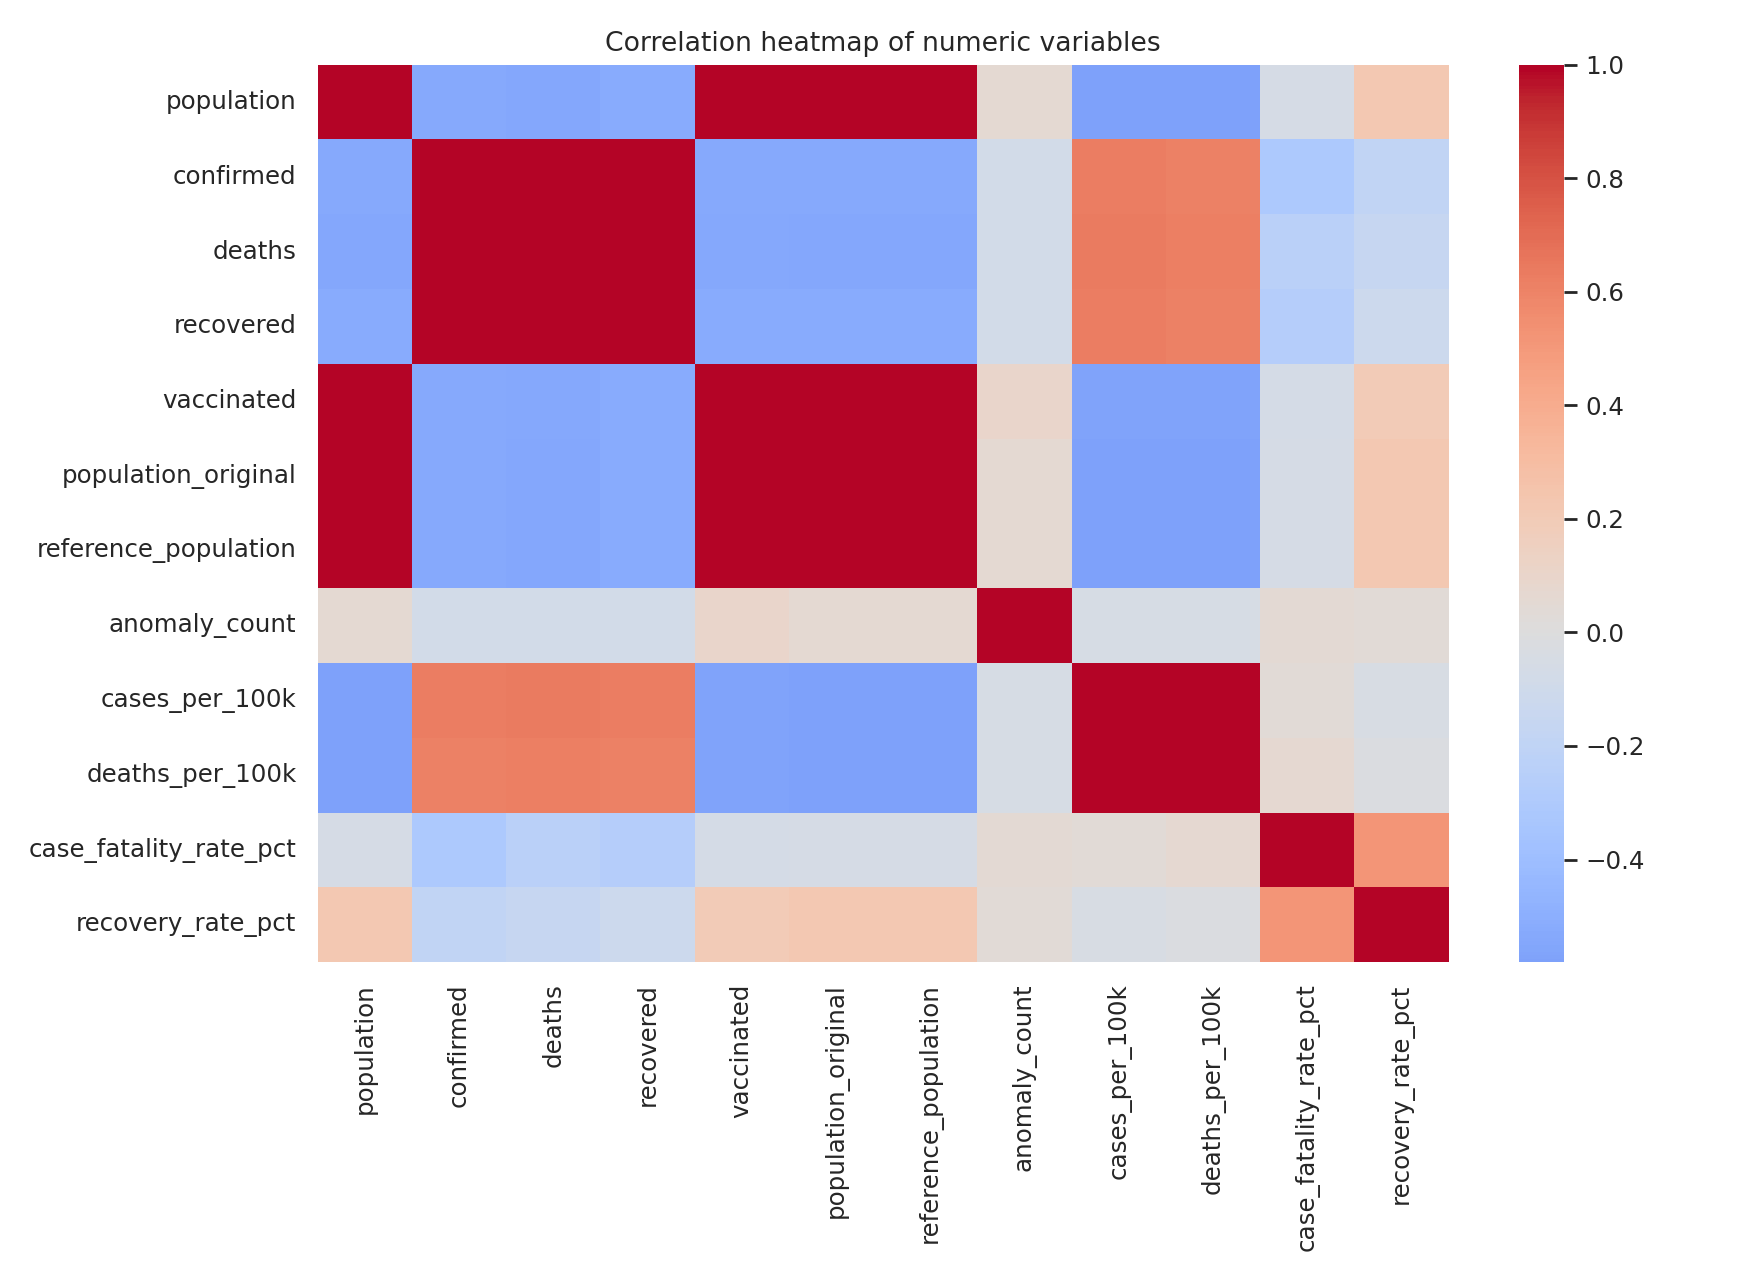 Correlation heatmap of numeric variables
population
confirmed
deaths
recovered
vaccinated
population_original
reference_population
anomaly_count
cases_per_100k
deaths_per_100k
case_fatality_rate_pct
recovery_rate_pct
population
confirmed
deaths
recovered
vaccinated
population_original
reference_population
anomaly_count
cases_per_100k
deaths_per_100k
case_fatality_rate_pct
recovery_rate_pct
1.0
0.8
0.6
0.4
0.2
0.0
−0.2
−0.4